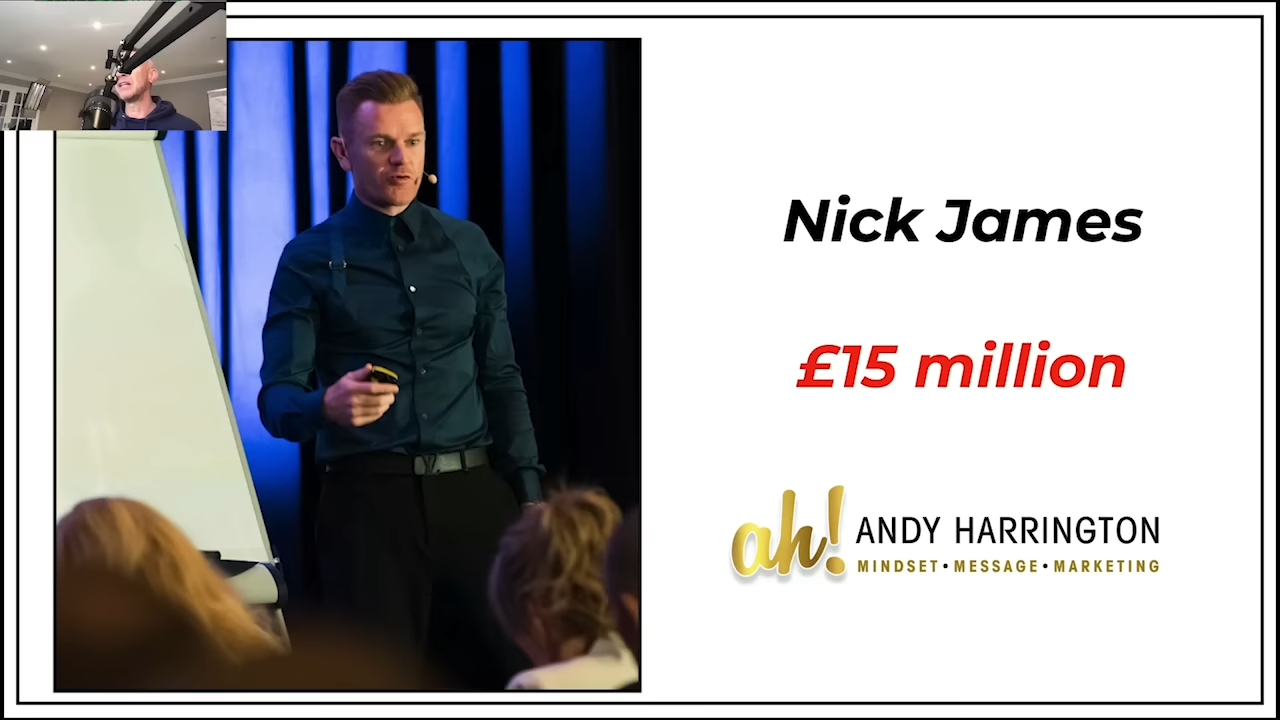 Nick James
£15 million
ah! ANDY HARRINGTON
MINDSET • MESSAGE • MARKETING